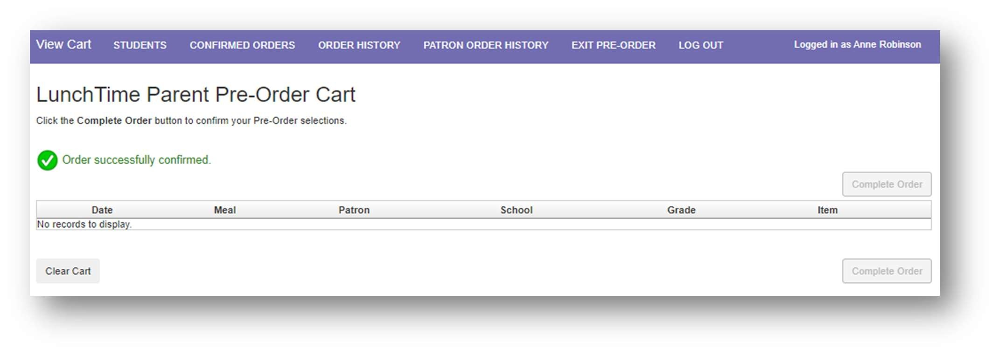 View Cart STUDENTS CONFIRMED ORDERS ORDER HISTORY PATRON ORDER HISTORY EXIT PRE-ORDER LOG OUT Logged in as Anne Robinson
LunchTime Parent Pre-Order Cart
Click the Complete Order button to confirm your Pre-Order selections.
Order successfully confirmed.
Complete Order
Date Meal Patron School Grade Item
No records to display.
Clear Cart Complete Order